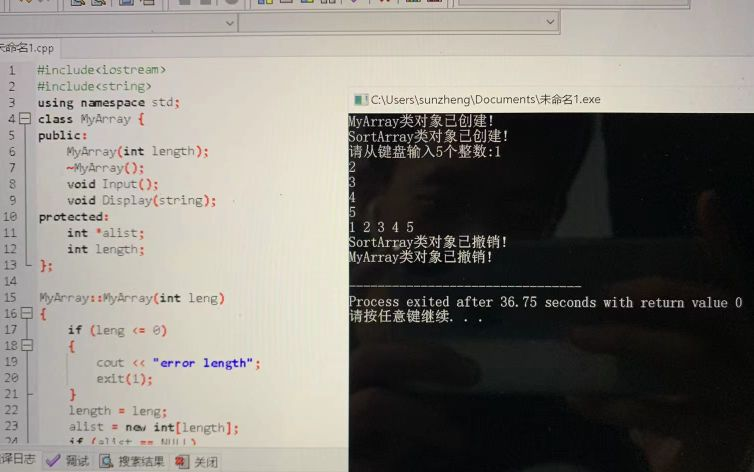 未命名1.cpp
1 #include<iostream>
2 #include<string>
3 using namespace std;
4 class MyArray {
5 public:
6 MyArray(int length);
7 ~MyArray();
8 void Input();
9 void Display(string);
10 protected:
11 int *alist;
12 int length;
13 };
14
15 MyArray::MyArray(int leng)
16 {
17 if (leng <= 0)
18 {
19 cout << "error length";
20 exit(1);
21 }
22 length = leng;
23 alist = new int[length];
24 if (alist == NULL)
译日志 调试 搜索结果 关闭
C:\Users\sunzheng\Documents\未命名1.exe
MyArray类对象已创建!
SortArray类对象已创建!
请从键盘输入5个整数:1
2
3
4
5
1 2 3 4 5
SortArray类对象已撤销!
MyArray类对象已撤销!
--------------------------------
Process exited after 36.75 seconds with return value 0
请按任意键继续. . .